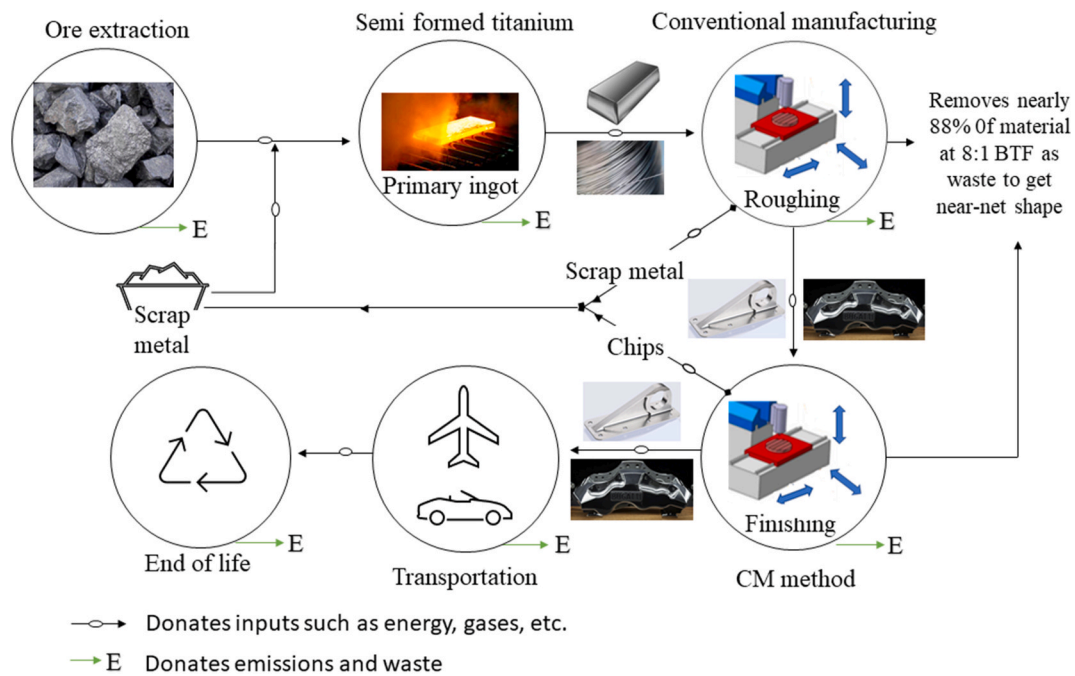 Ore extraction
Semi formed titanium
Conventional manufacturing
Primary ingot
Roughing
Removes nearly
88% 0f material
at 8:1 BTF as
waste to get
near-net shape
E
E
E
Scrap metal
Scrap
metal
Chips
Finishing
E
E
E
End of life
Transportation
CM method
Donates inputs such as energy, gases, etc.
E Donates emissions and waste